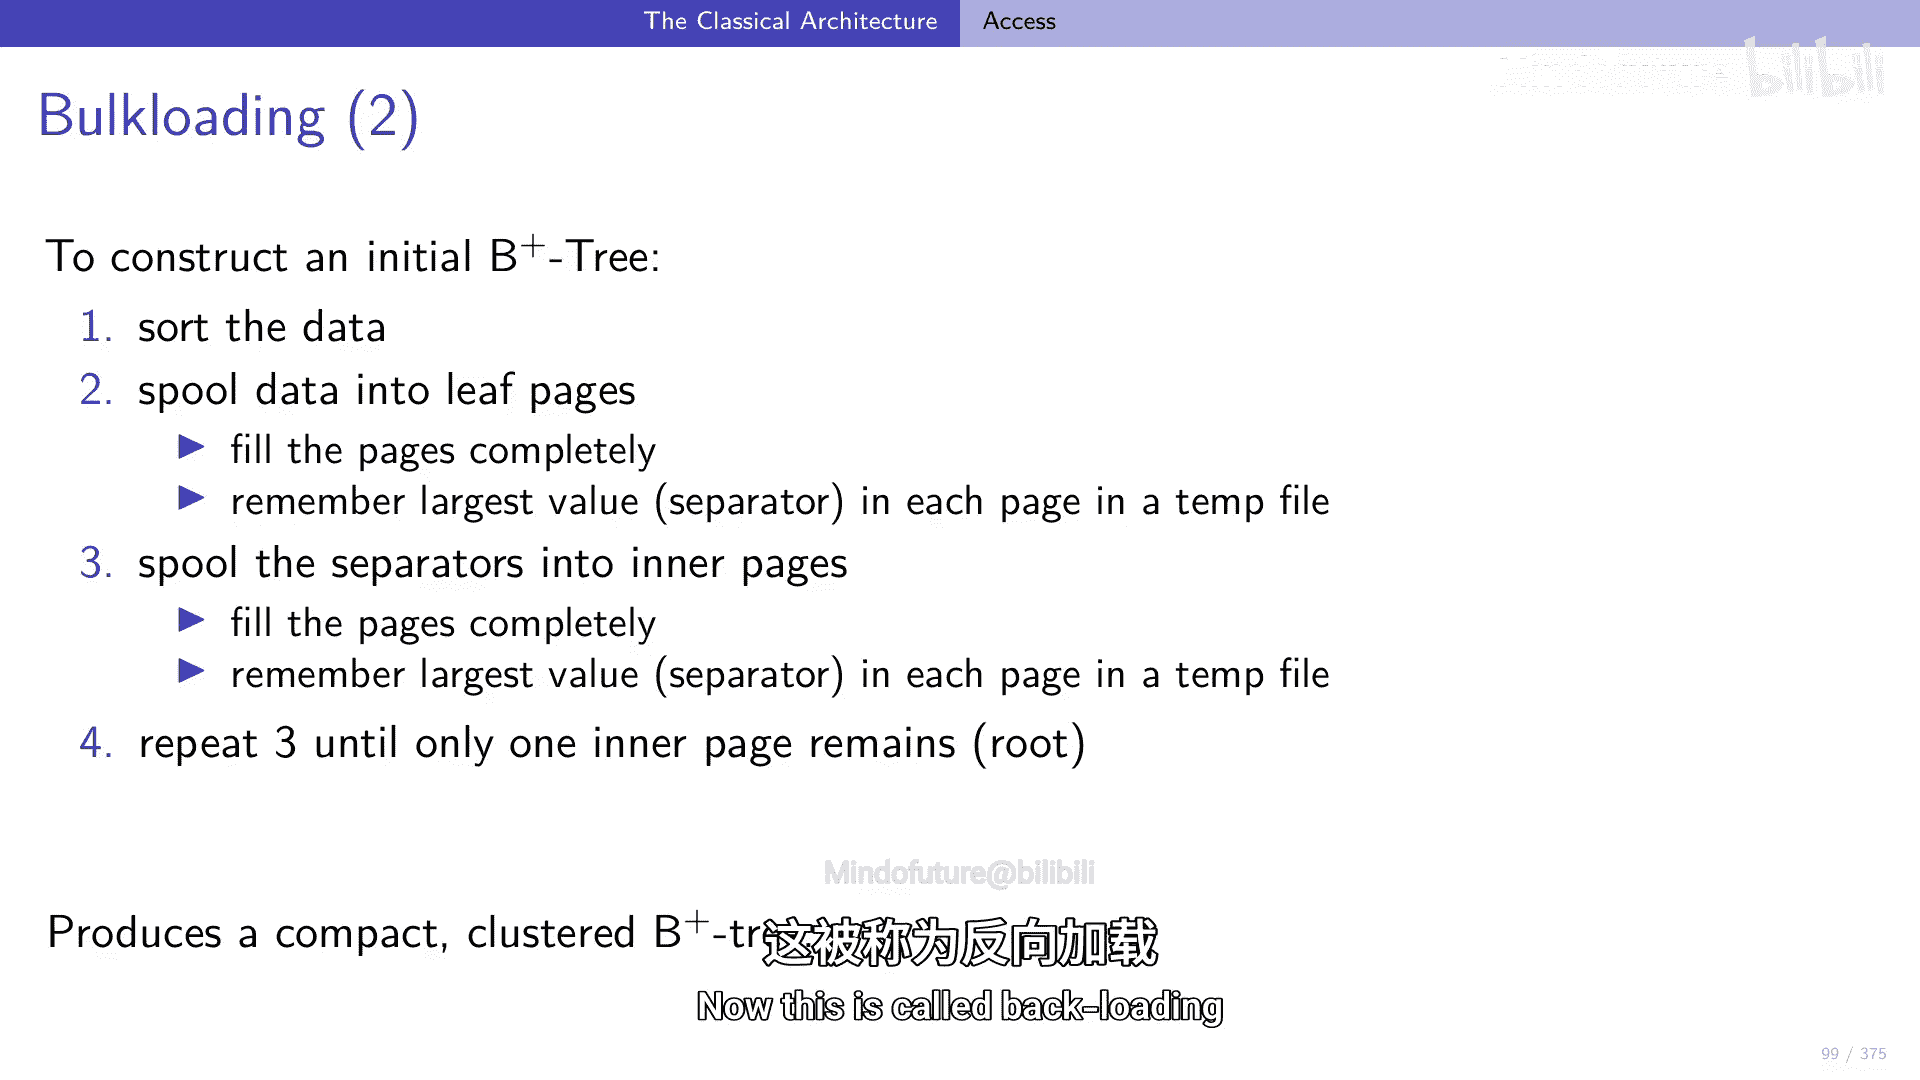 The Classical Architecture Access
bilibili
Bulkloading (2)
To construct an initial B⁺-Tree:
1. sort the data
2. spool data into leaf pages
▶ fill the pages completely
▶ remember largest value (separator) in each page in a temp file
3. spool the separators into inner pages
▶ fill the pages completely
▶ remember largest value (separator) in each page in a temp file
4. repeat 3 until only one inner page remains (root)
Mindofuture@bilibili
Produces a compact, clustered B⁺-tr
这被称为反向加载
Now this is called back-loading
99 / 375